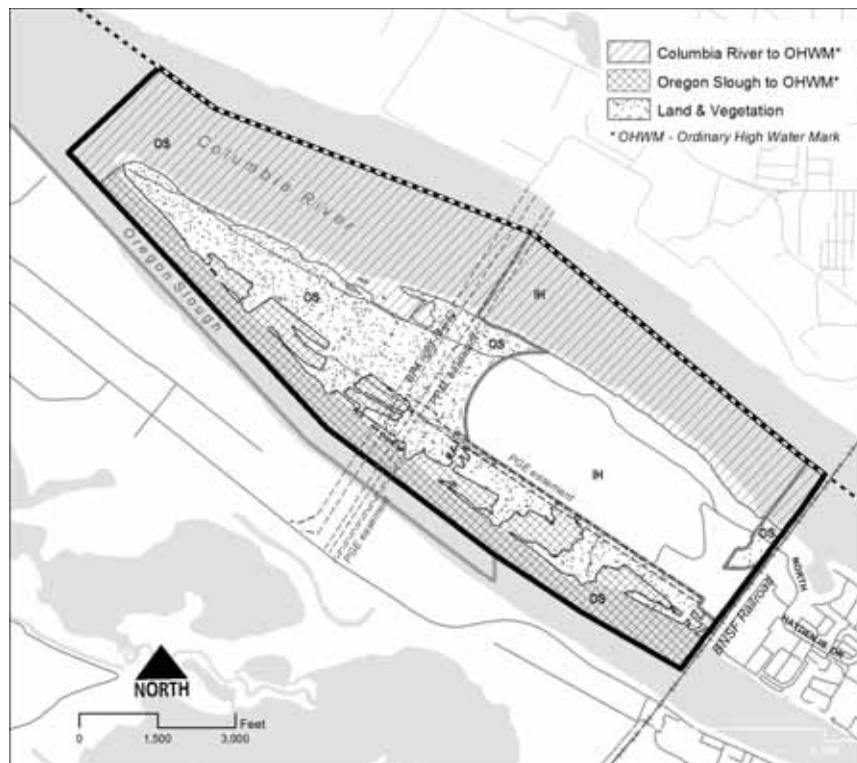 Columbia River to OHWM*
Oregon Slough to OHWM*
Land & Vegetation
* OHWM - Ordinary High Water Mark
OS
Columbia River
Oregon Slough
OS
IH
OS
PGE easement
IH
PGE easement
OS
OS
BNSF Railroad
NORTH
NORTH
Feet
0 1,500 3,000